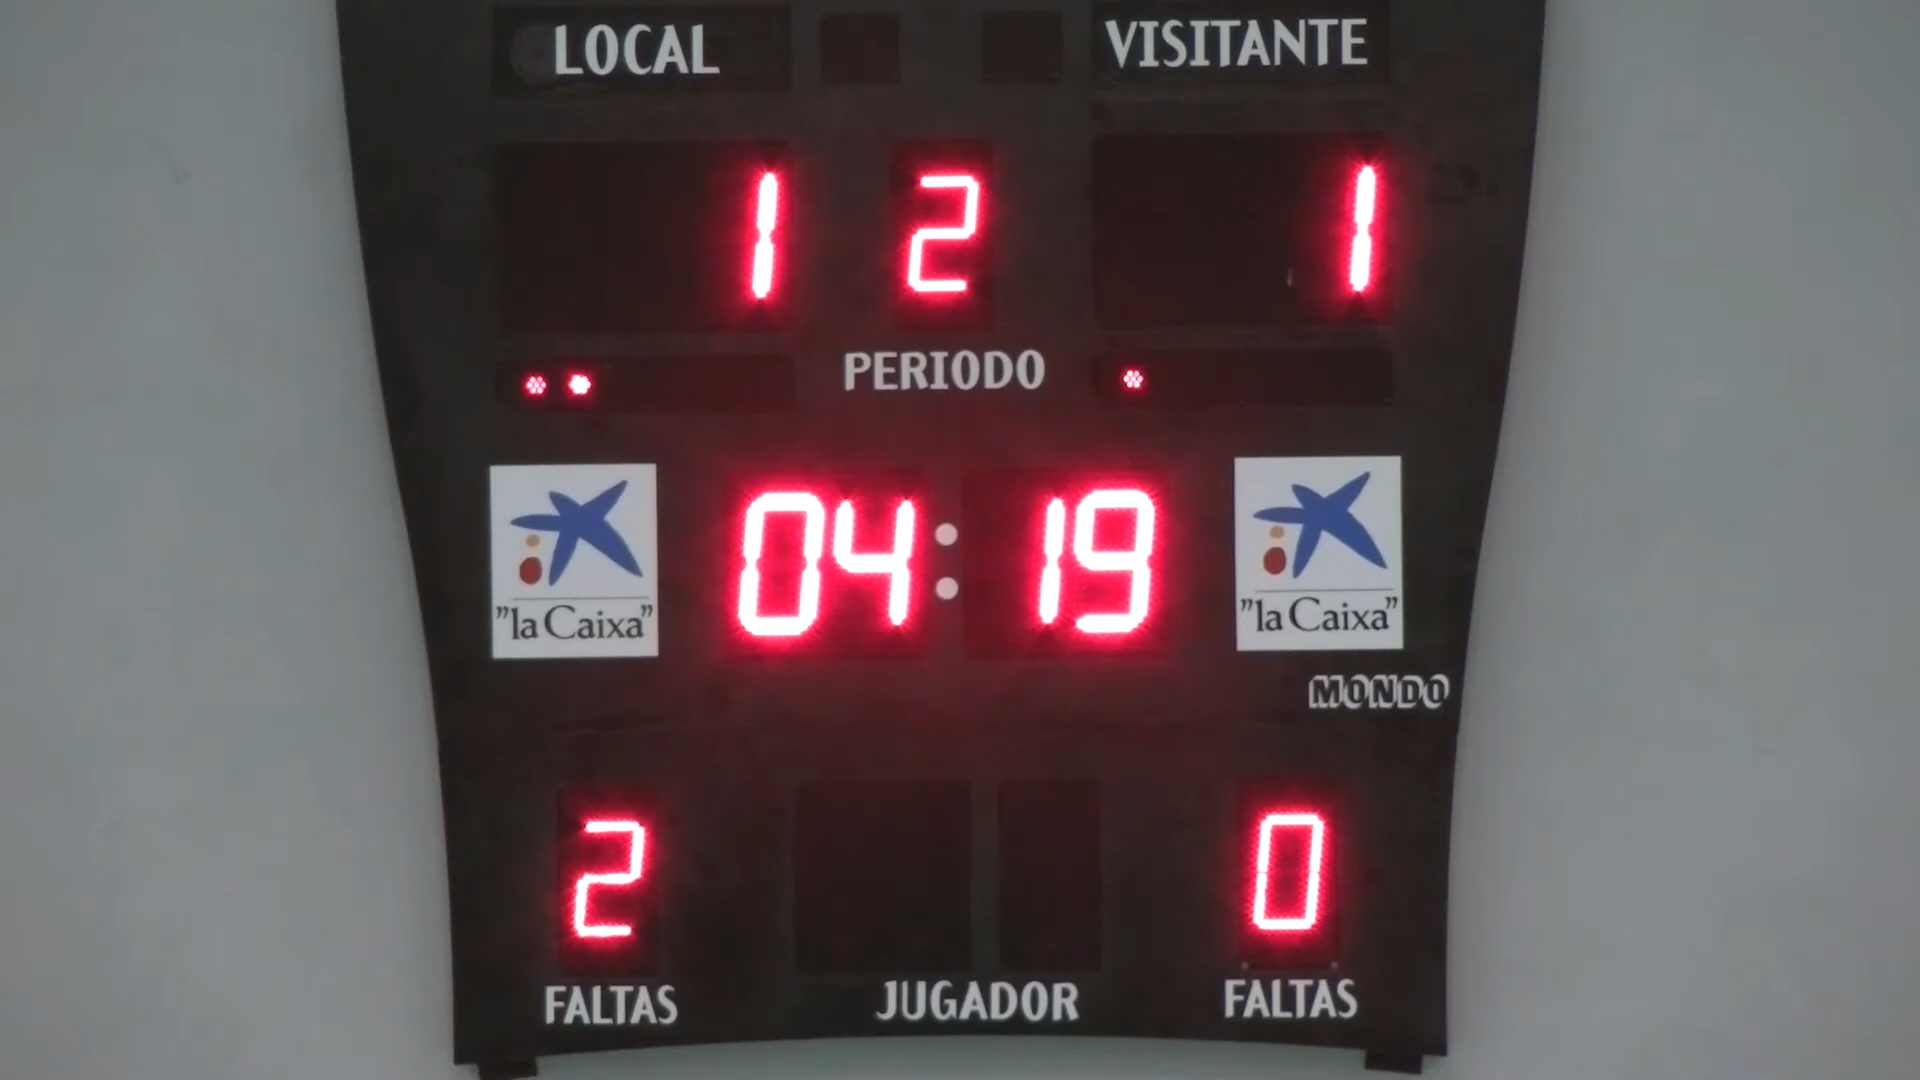 LOCAL VISITANTE
1 2 1
PERIODO
04:19
"la Caixa" "la Caixa"
MONDO
2 0
FALTAS JUGADOR FALTAS